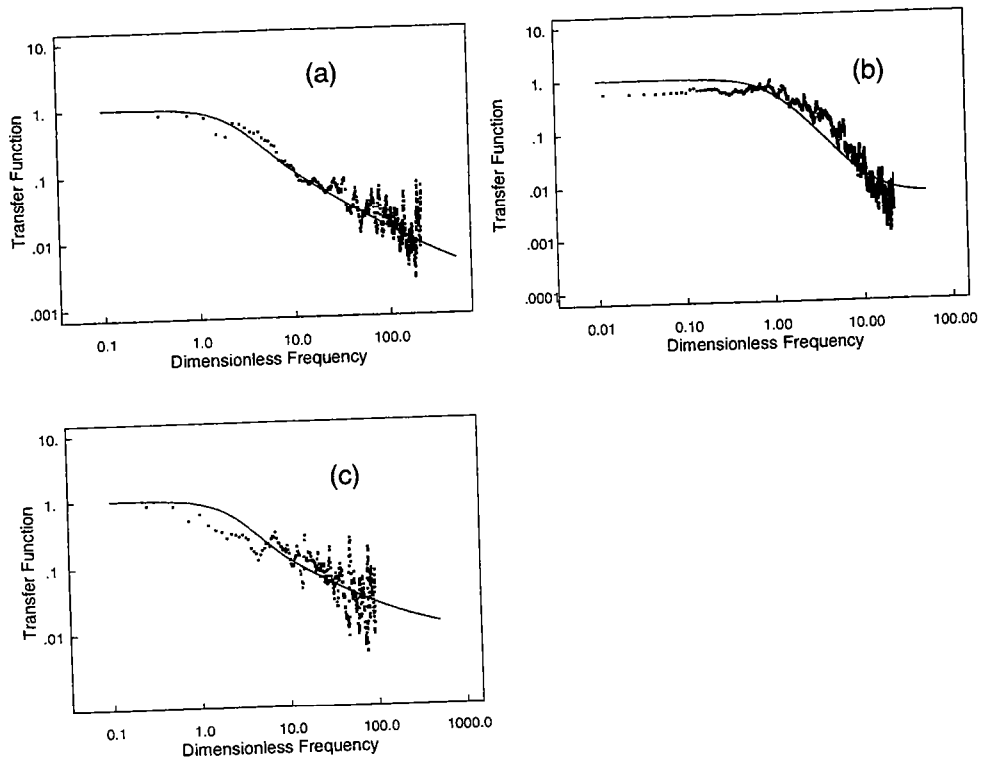 (a)
Transfer Function
10.
1.
.1
.01
.001
0.1 1.0 10.0 100.0
Dimensionless Frequency
(b)
Transfer Function
10.
1.
.1
.01
.001
.0001
0.01 0.10 1.00 10.00 100.00
Dimensionless Frequency
(c)
Transfer Function
10.
1.
.1
.01
0.1 1.0 10.0 100.0 1000.0
Dimensionless Frequency